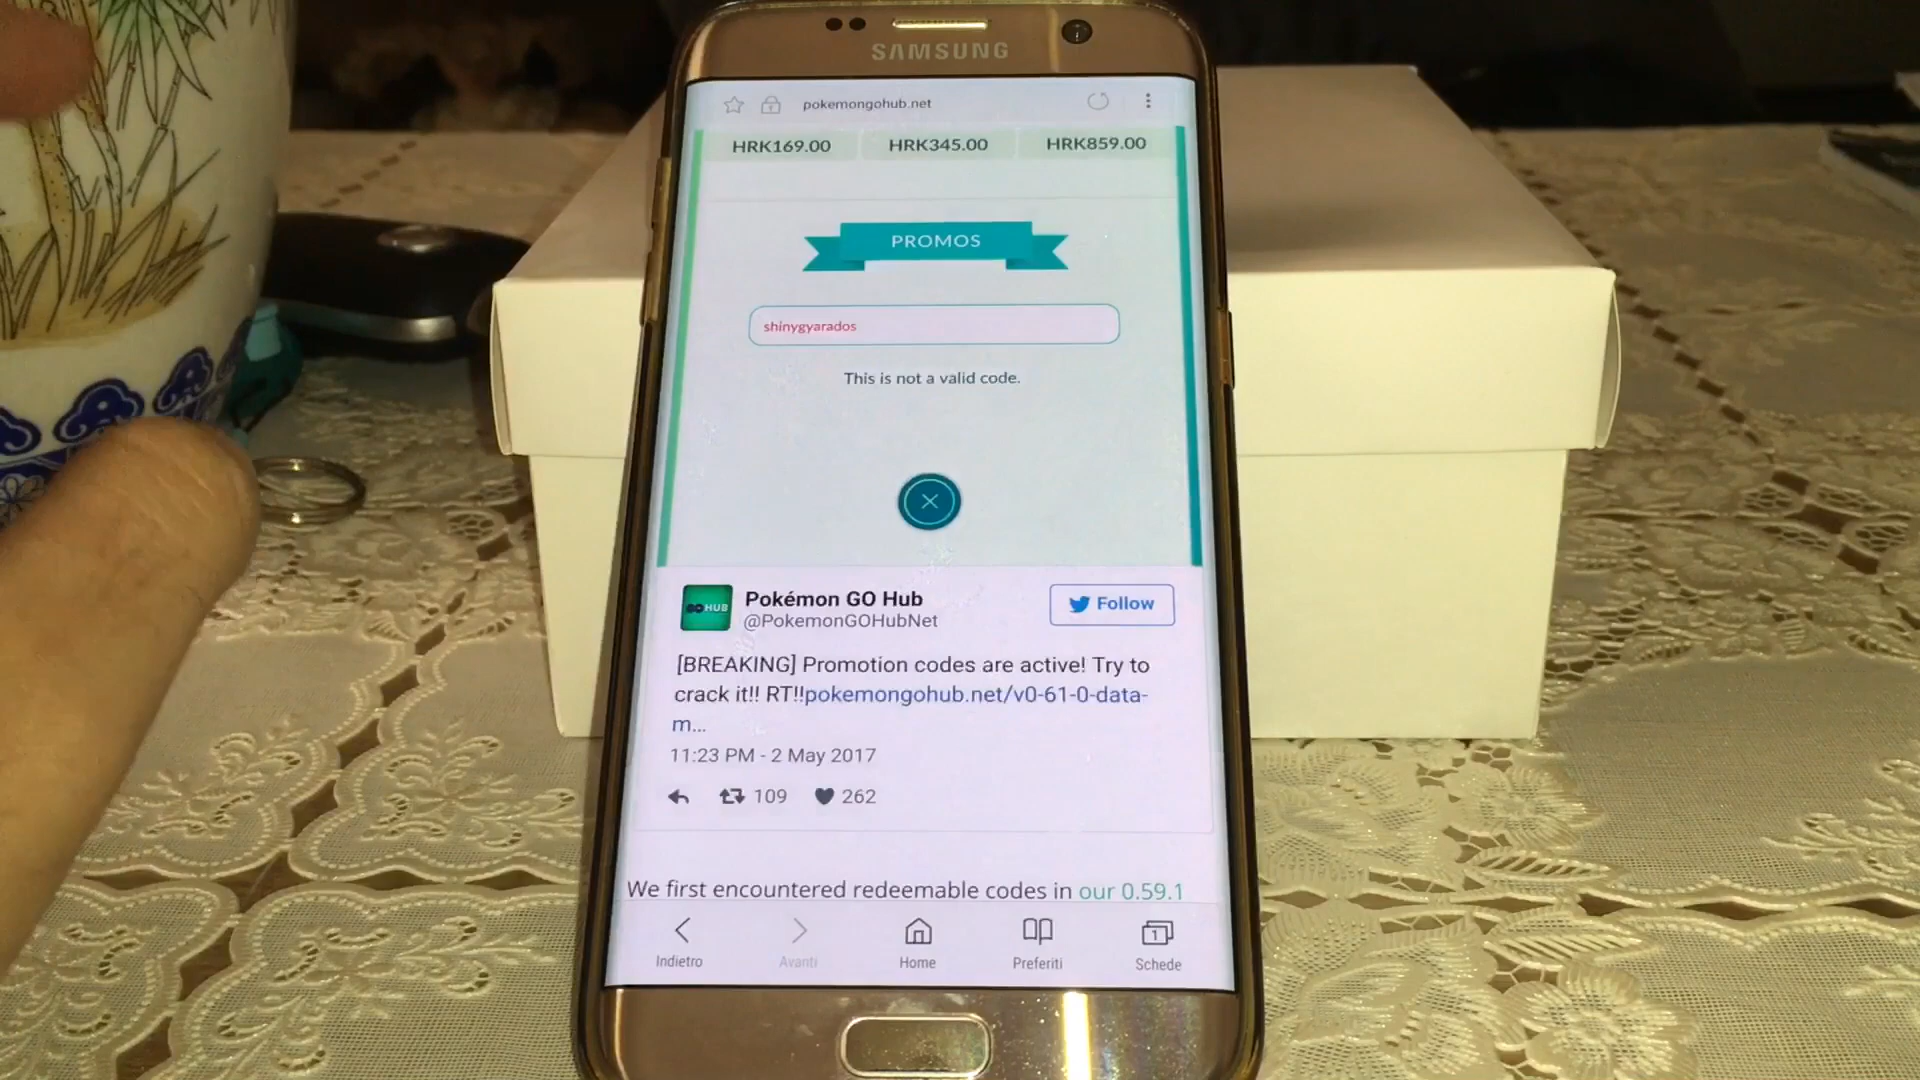 SAMSUNG
pokemongohub.net
HRK169.00 HRK345.00 HRK859.00
PROMOS
shinygyarados
This is not a valid code.
GO HUB
Pokémon GO Hub
@PokemonGOHubNet
Follow
[BREAKING] Promotion codes are active! Try to
crack it!! RT!!pokemongohub.net/v0-61-0-data-
m...
11:23 PM - 2 May 2017
109 262
We first encountered redeemable codes in our 0.59.1
1
Indietro Avanti Home Preferiti Schede